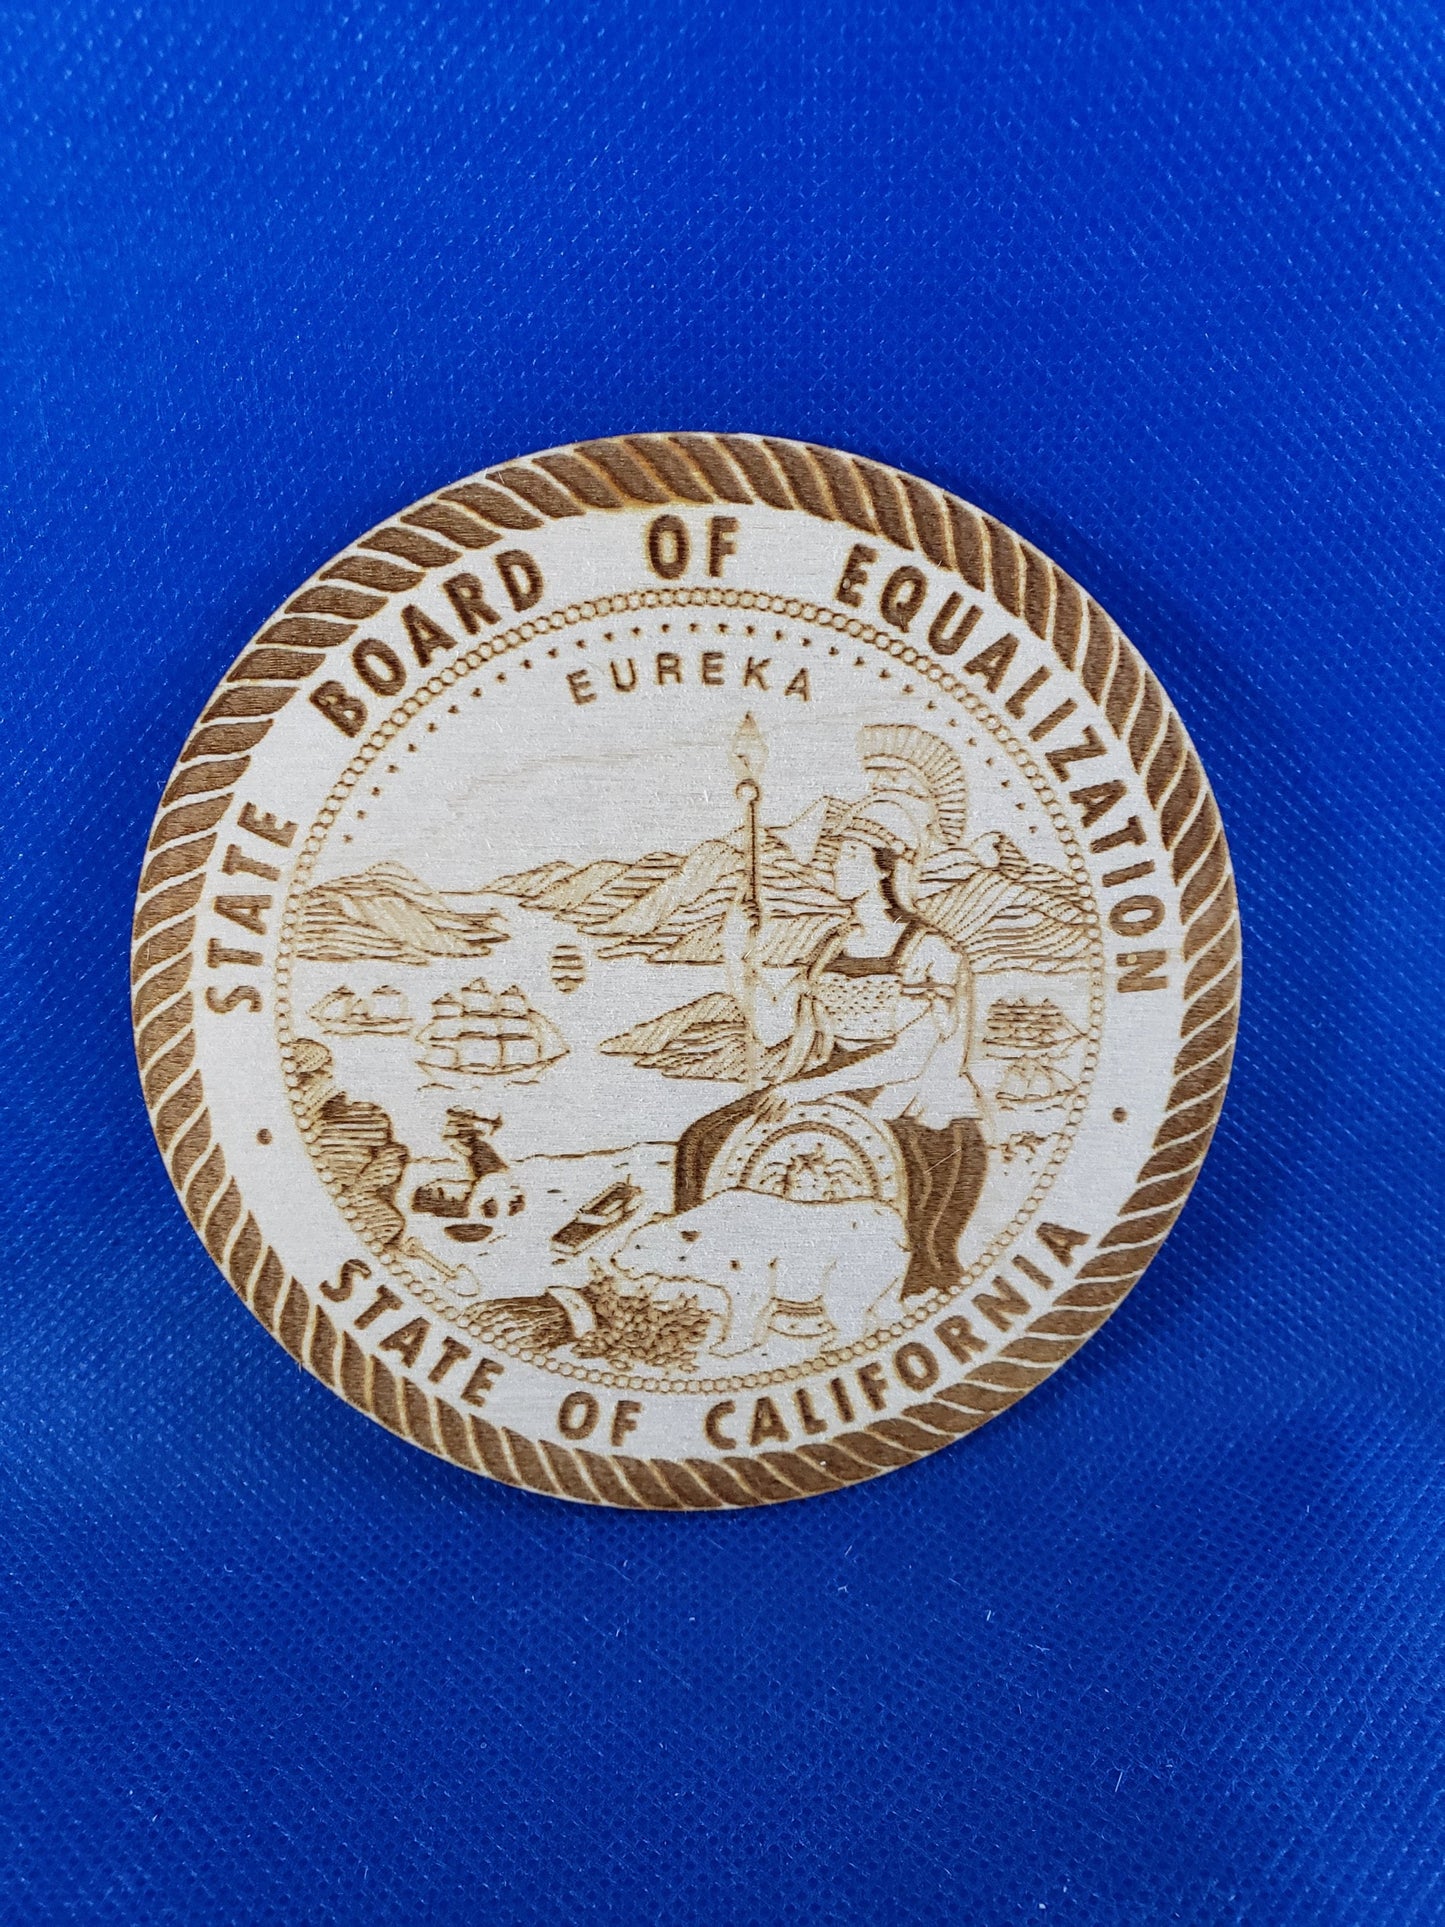 STATE BOARD OF EQUALIZATION
EUREKA
STATE OF CALIFORNIA